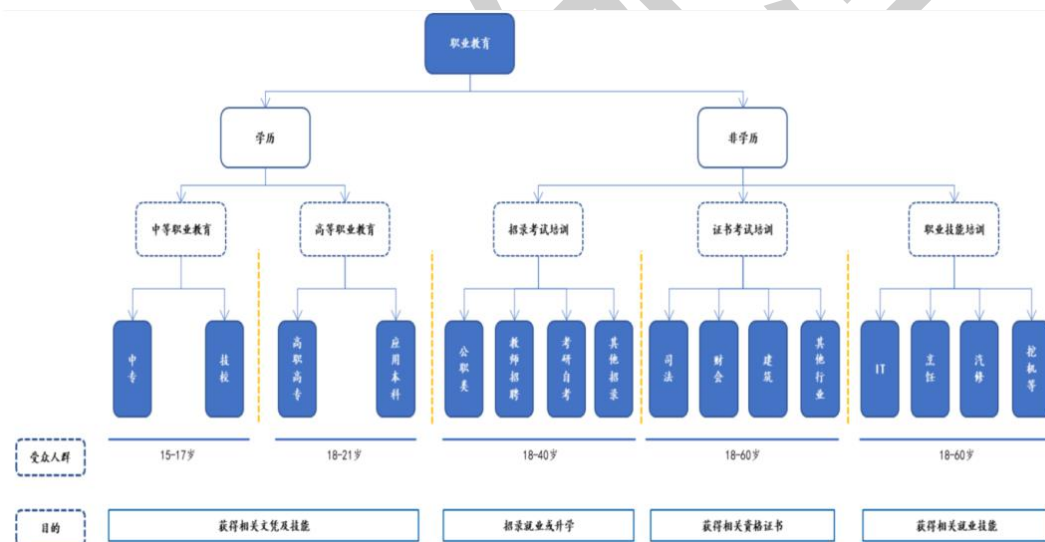 职业教育
学历
非学历
中等职业教育
高等职业教育
招录考试培训
证书考试培训
职业技能培训
中专
技校
高职高专
应用本科
公职类
教师招聘
考研自考
其他招录
司法
财会
建筑
其他行业
IT
烹饪
汽修
挖机等
受众人群
15-17岁
18-21岁
18-40岁
18-60岁
18-60岁
目的
获得相关文凭及技能
招录就业或升学
获得相关资格证书
获得相关就业技能